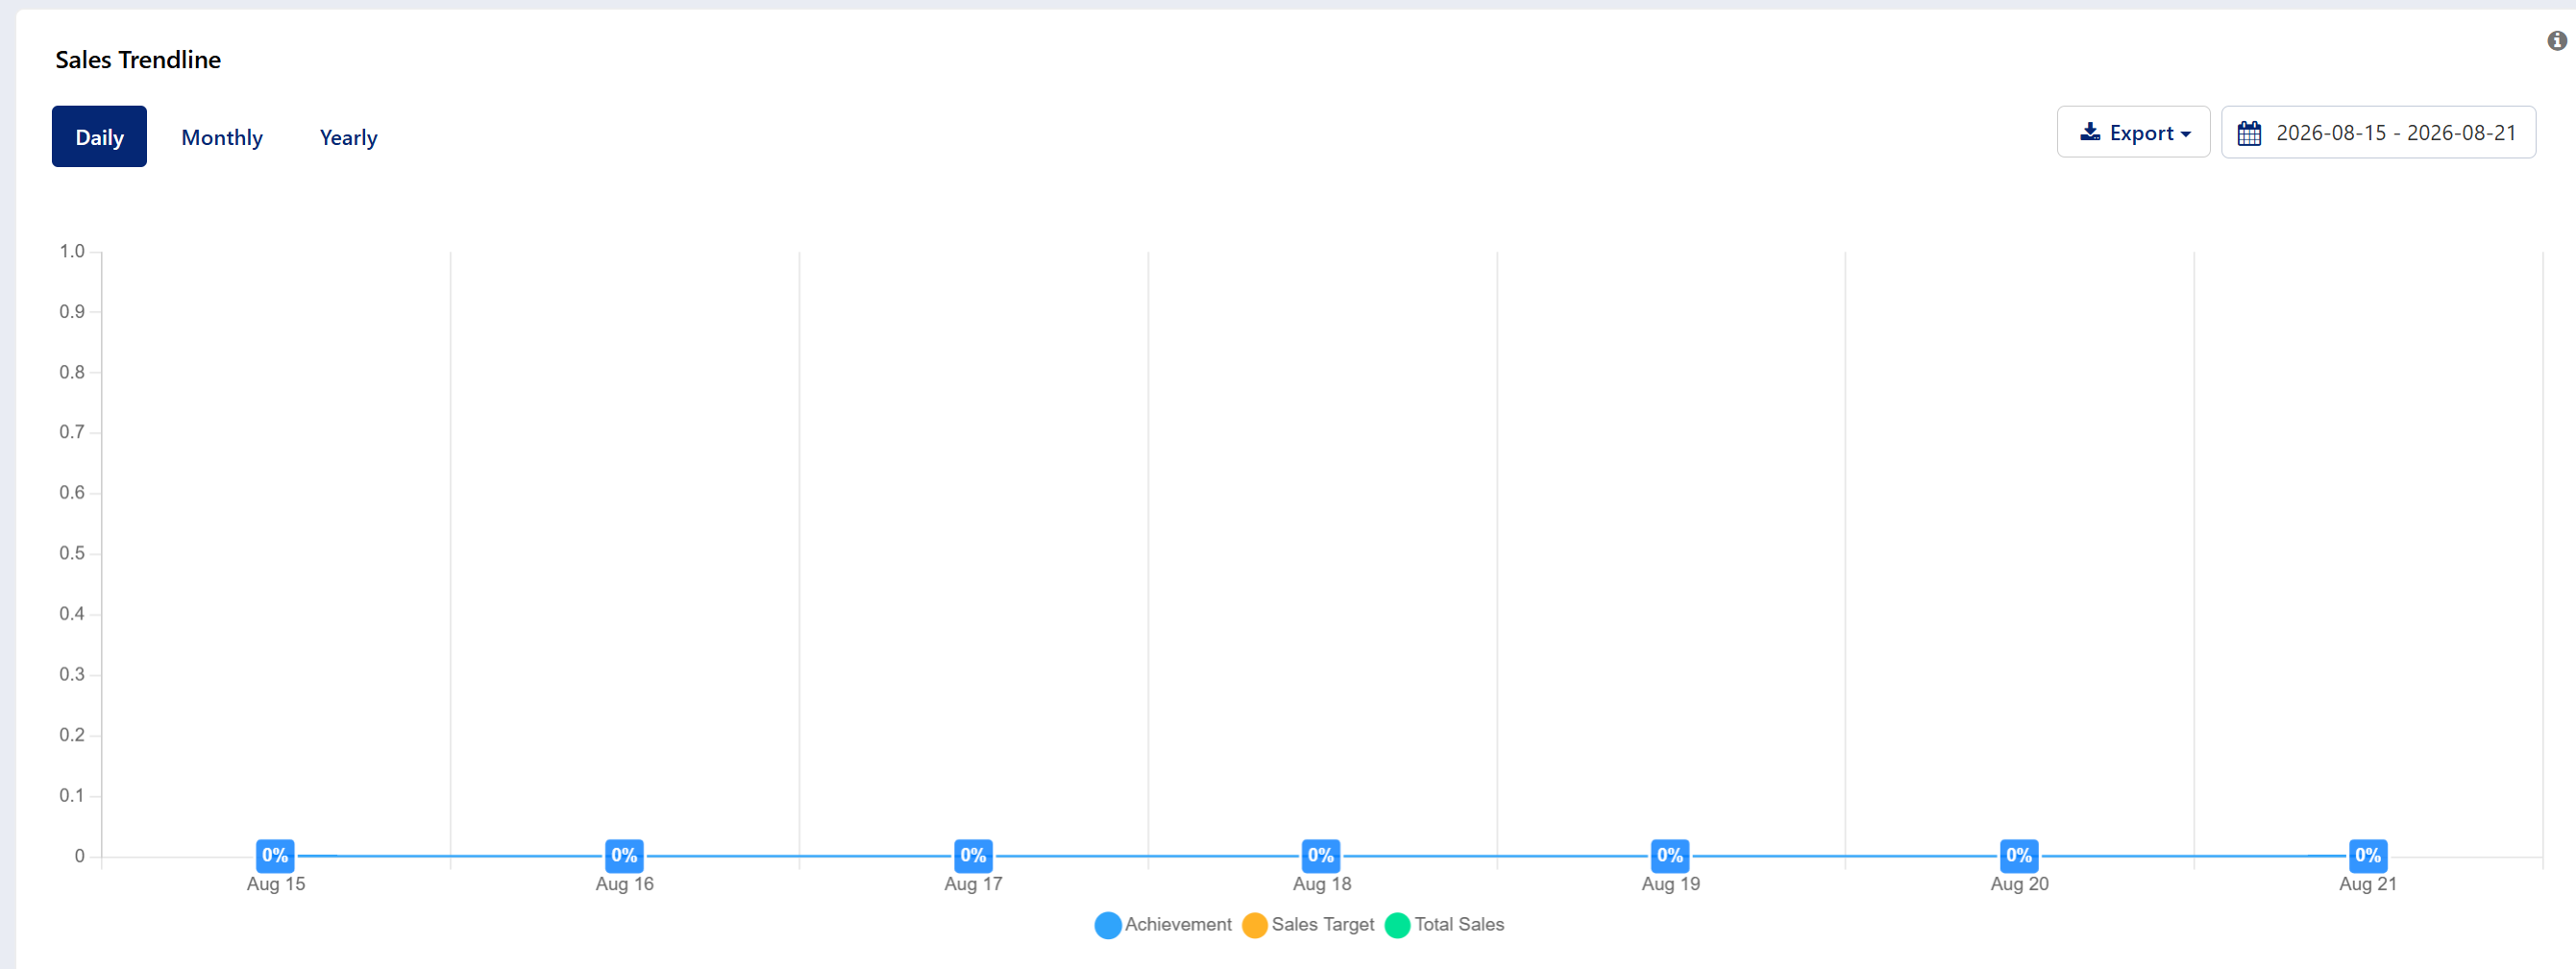 Sales Trendline
Daily Monthly Yearly
Export 2026-08-15 - 2026-08-21
1.0
0.9
0.8
0.7
0.6
0.5
0.4
0.3
0.2
0.1
0 0% 0% 0% 0% 0% 0% 0%
Aug 15 Aug 16 Aug 17 Aug 18 Aug 19 Aug 20 Aug 21
Achievement Sales Target Total Sales